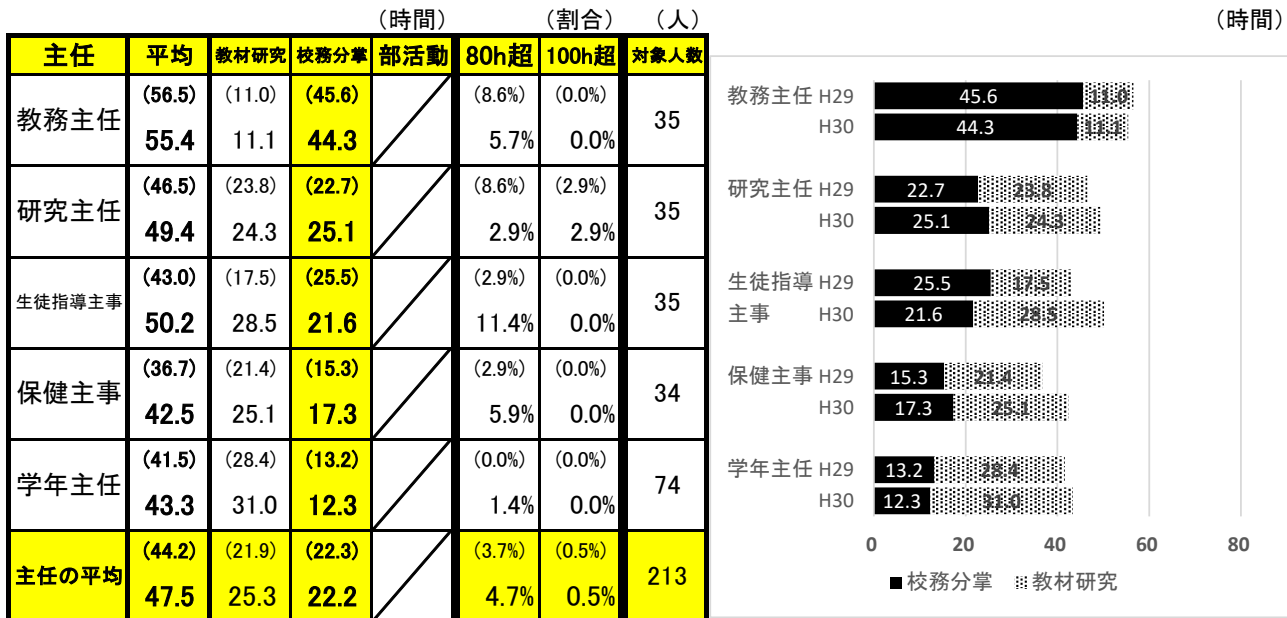 （時間） （割合） （人）
主任 平均 教材研究 校務分掌 部活動 80h超 100h超 対象人数
教務主任 (56.5) (11.0) (45.6) (8.6%) (0.0%) 35
55.4 11.1 44.3 5.7% 0.0%
研究主任 (46.5) (23.8) (22.7) (8.6%) (2.9%) 35
49.4 24.3 25.1 2.9% 2.9%
生徒指導主事 (43.0) (17.5) (25.5) (2.9%) (0.0%) 35
50.2 28.5 21.6 11.4% 0.0%
保健主事 (36.7) (21.4) (15.3) (2.9%) (0.0%) 34
42.5 25.1 17.3 5.9% 0.0%
学年主任 (41.5) (28.4) (13.2) (0.0%) (0.0%) 74
43.3 31.0 12.3 1.4% 0.0%
主任の平均 (44.2) (21.9) (22.3) (3.7%) (0.5%) 213
47.5 25.3 22.2 4.7% 0.5%
（時間）
教務主任 H29 45.6 11.0
H30 44.3 11.1
研究主任 H29 22.7 23.8
H30 25.1 24.3
生徒指導 H29 25.5 17.5
主事 H30 21.6 28.5
保健主事 H29 15.3 21.4
H30 17.3 25.1
学年主任 H29 13.2 28.4
H30 12.3 31.0
0 20 40 60 80
校務分掌 教材研究